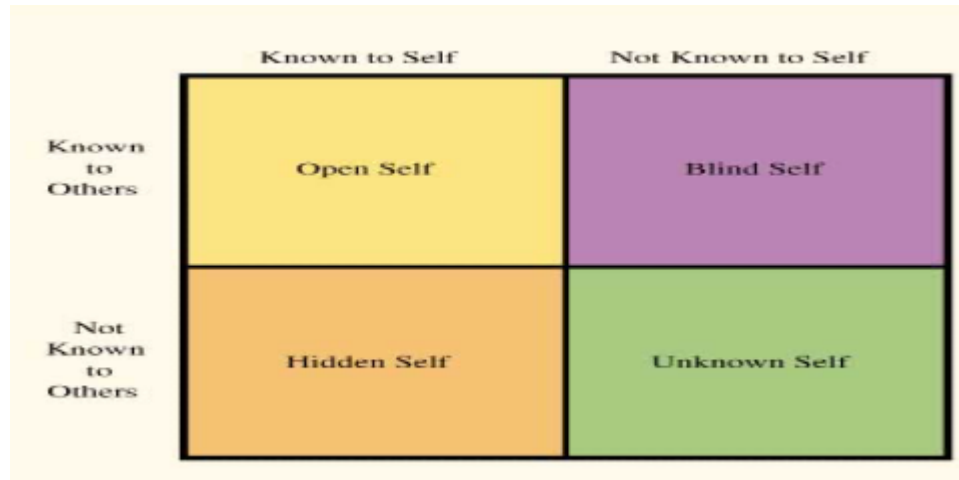 Known to Self
Not Known to Self
Known
to
Others
Open Self
Blind Self
Not
Known
to
Others
Hidden Self
Unknown Self